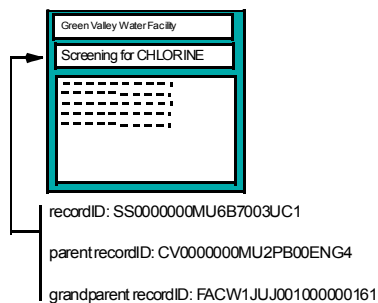 Green Valley Water Facility
Screening for CHLORINE
recordID: SS0000000MU6B7003UC1
parent recordID: CV0000000MU2PB00ENG4
grandparent recordID: FACW1JUJ001000000161